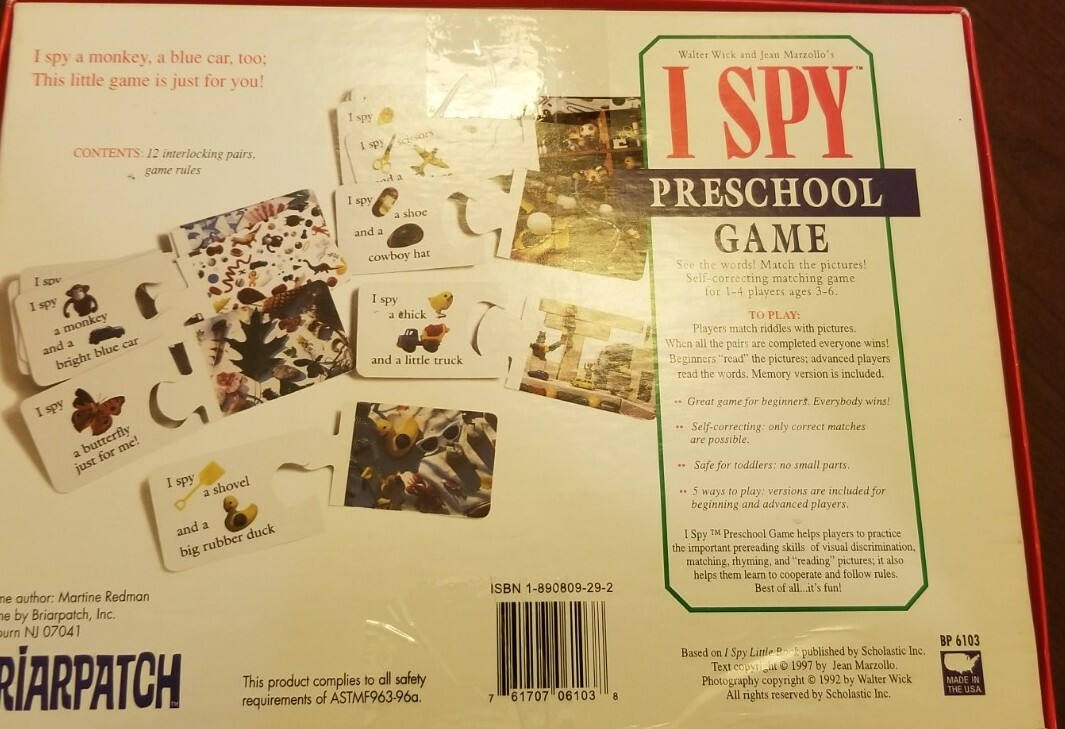 I spy a monkey, a blue car, too;
This little game is just for you!
CONTENTS: 12 interlocking pairs,
game rules
I spy
I spy
scissors
and a
I spy
a shoe
and a
cowboy hat
I spy
I spy
a monkey
and a
bright blue car
I spy
a chick
and a little truck
I spy
a butterfly
just for me!
I spy
a shovel
and a
big rubber duck
Walter Wick and Jean Marzollo's
I SPY™
PRESCHOOL
GAME
See the words! Match the pictures!
Self-correcting matching game
for 1-4 players ages 3-6.
TO PLAY:
Players match riddles with pictures.
When all the pairs are completed everyone wins!
Beginners "read" the pictures; advanced players
read the words. Memory version is included.
•• Great game for beginners. Everybody wins!
•• Self-correcting: only correct matches
are possible.
•• Safe for toddlers: no small parts.
•• 5 ways to play: versions are included for
beginning and advanced players.
I Spy ™ Preschool Game helps players to practice
the important prereading skills of visual discrimination,
matching, rhyming, and "reading" pictures; it also
helps them learn to cooperate and follow rules.
Best of all...it's fun!
me author: Martine Redman
ne by Briarpatch, Inc.
burn NJ 07041
RIARPATCH™
This product complies to all safety
requirements of ASTMF963-96a.
ISBN 1-890809-29-2
7 61707 06103 8
Based on I Spy Little Book published by Scholastic Inc.
Text copyright © 1997 by Jean Marzollo.
Photography copyright © 1992 by Walter Wick
All rights reserved by Scholastic Inc.
BP 6103
MADE IN
THE USA